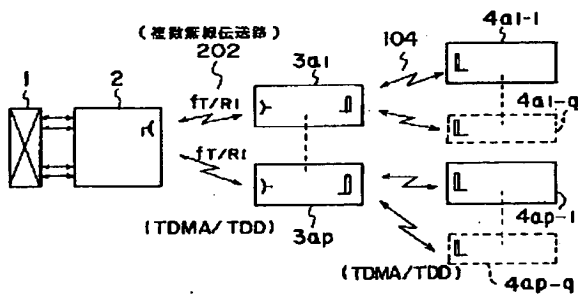 (複数無線伝送路)
202
104
1
2
3a1
4a1-1
fT/R1
4a1-q
fT/R1
4ap-1
(TDMA/TDD)
3ap
(TDMA/TDD)
4ap-q